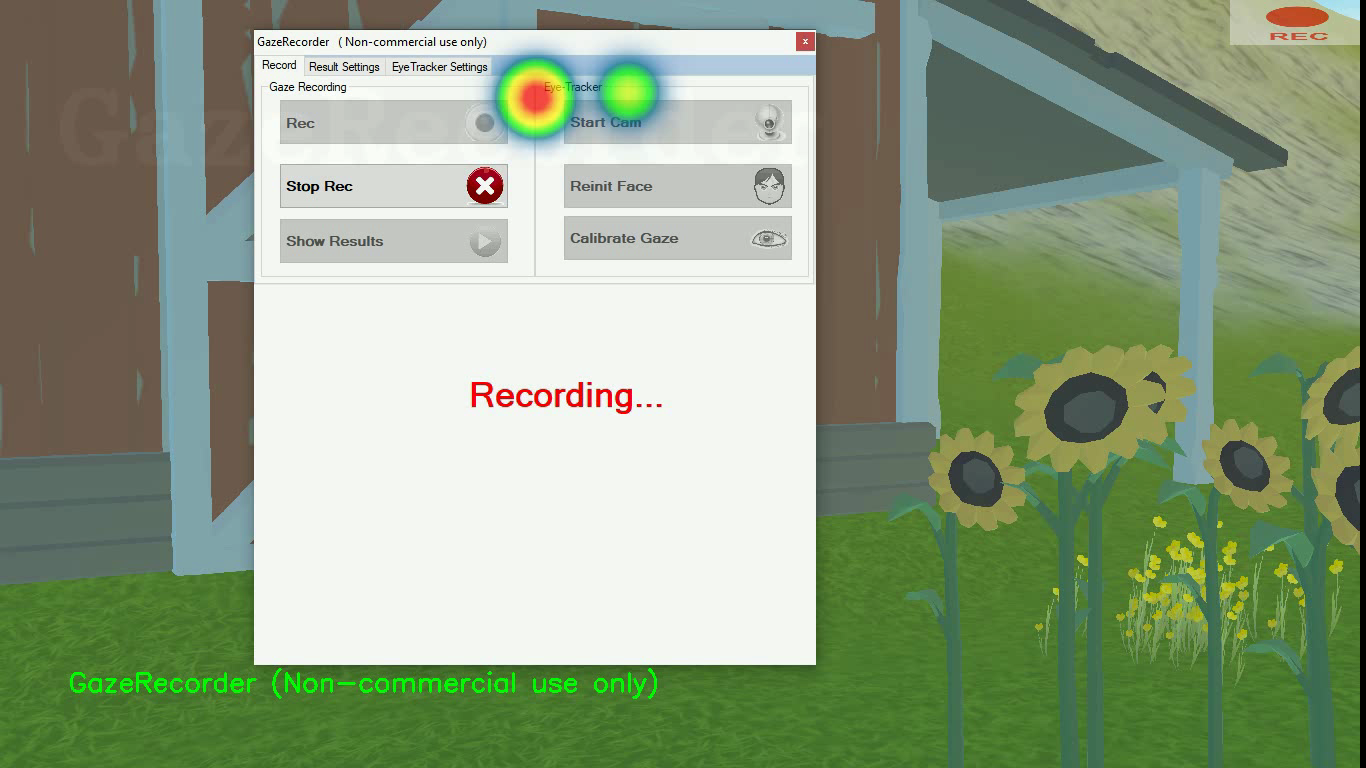 REC
GazeRecorder ( Non-commercial use only)
x
Record
Result Settings
EyeTracker Settings
Gaze Recording
Eye-Tracker
GazeRecorder
Rec
Start Cam
Stop Rec
Reinit Face
Show Results
Calibrate Gaze
Recording...
GazeRecorder (Non-commercial use only)